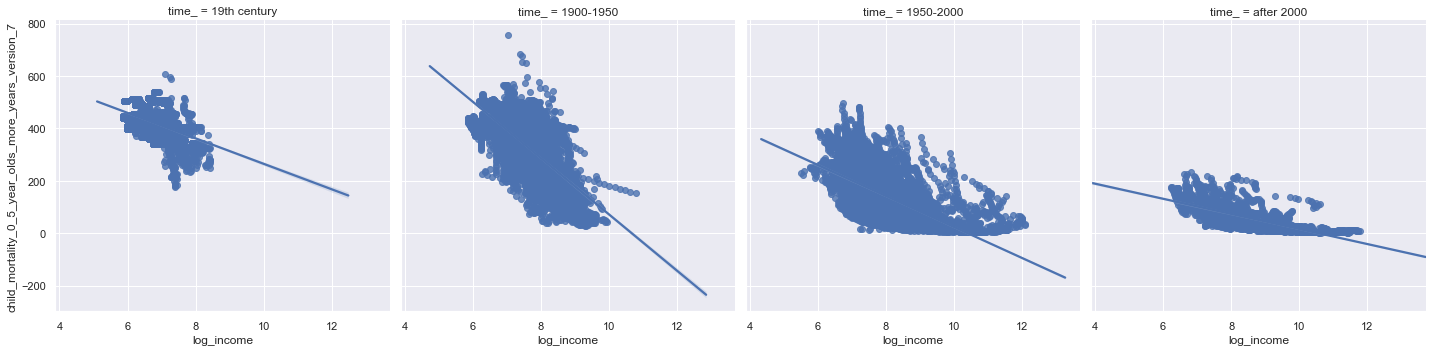 time_ = 19th century
time_ = 1900-1950
time_ = 1950-2000
time_ = after 2000
child_mortality_0_5_year_olds_more_years_version_7
800
600
400
200
0
−200
4 6 8 10 12
4 6 8 10 12
4 6 8 10 12
4 6 8 10 12
log_income
log_income
log_income
log_income